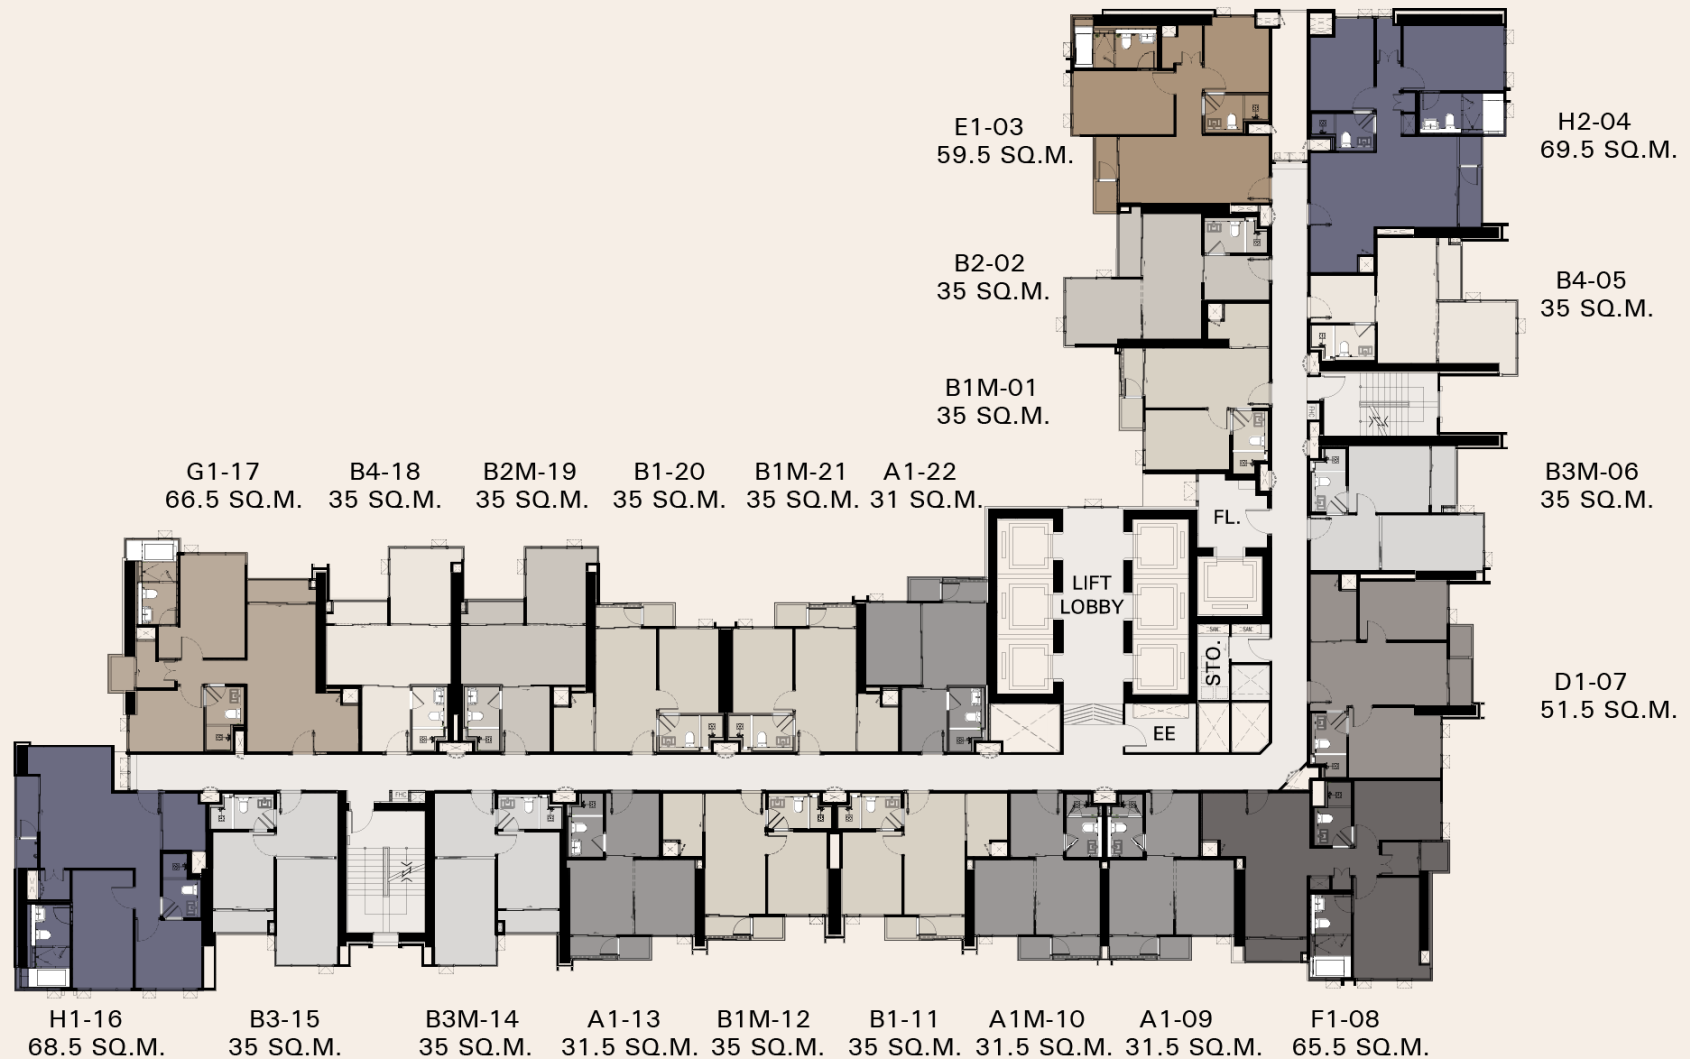 E1-03
59.5 SQ.M.
H2-04
69.5 SQ.M.
B2-02
35 SQ.M.
B4-05
35 SQ.M.
B1M-01
35 SQ.M.
G1-17
66.5 SQ.M.
B4-18
35 SQ.M.
B2M-19
35 SQ.M.
B1-20
35 SQ.M.
B1M-21
35 SQ.M.
A1-22
31 SQ.M.
B3M-06
35 SQ.M.
FL.
LIFT
LOBBY
STO.
EE
D1-07
51.5 SQ.M.
FHC
FHC
H1-16
68.5 SQ.M.
B3-15
35 SQ.M.
B3M-14
35 SQ.M.
A1-13
31.5 SQ.M.
B1M-12
35 SQ.M.
B1-11
35 SQ.M.
A1M-10
31.5 SQ.M.
A1-09
31.5 SQ.M.
F1-08
65.5 SQ.M.